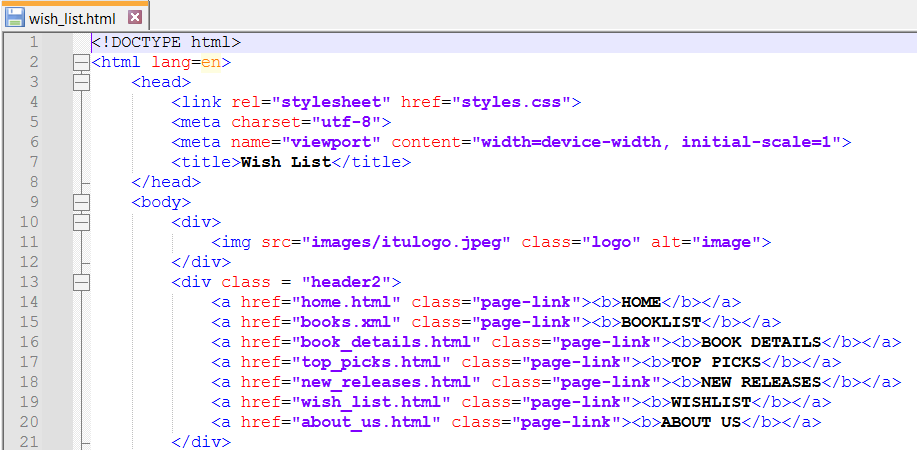 wish_list.html
1 <!DOCTYPE html>
2 <html lang=en>
3     <head>
4         <link rel="stylesheet" href="styles.css">
5         <meta charset="utf-8">
6         <meta name="viewport" content="width=device-width, initial-scale=1">
7         <title>Wish List</title>
8     </head>
9     <body>
10         <div>
11             <img src="images/itulogo.jpeg" class="logo" alt="image">
12         </div>
13         <div class = "header2">
14             <a href="home.html" class="page-link"><b>HOME</b></a>
15             <a href="books.xml" class="page-link"><b>BOOKLIST</b></a>
16             <a href="book_details.html" class="page-link"><b>BOOK DETAILS</b></a>
17             <a href="top_picks.html" class="page-link"><b>TOP PICKS</b></a>
18             <a href="new_releases.html" class="page-link"><b>NEW RELEASES</b></a>
19             <a href="wish_list.html" class="page-link"><b>WISHLIST</b></a>
20             <a href="about_us.html" class="page-link"><b>ABOUT US</b></a>
21         </div>